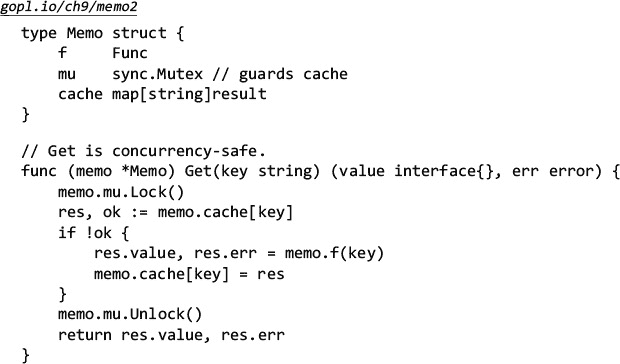 gopl.io/ch9/memo2
type Memo struct {
    f     Func
    mu    sync.Mutex // guards cache
    cache map[string]result
}
// Get is concurrency-safe.
func (memo *Memo) Get(key string) (value interface{}, err error) {
    memo.mu.Lock()
    res, ok := memo.cache[key]
    if !ok {
        res.value, res.err = memo.f(key)
        memo.cache[key] = res
    }
    memo.mu.Unlock()
    return res.value, res.err
}